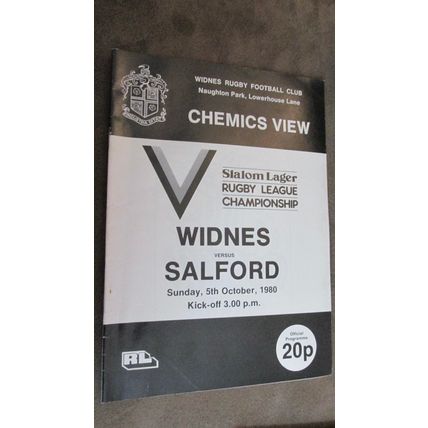 WIDNES RUGBY FOOTBALL CLUB
Naughton Park, Lowerhouse Lane
CHEMICS VIEW
Slalom Lager
RUGBY LEAGUE
CHAMPIONSHIP
WIDNES
VERSUS
SALFORD
Sunday, 5th October, 1980
Kick-off 3.00 p.m.
Official
Programme
20p
RL